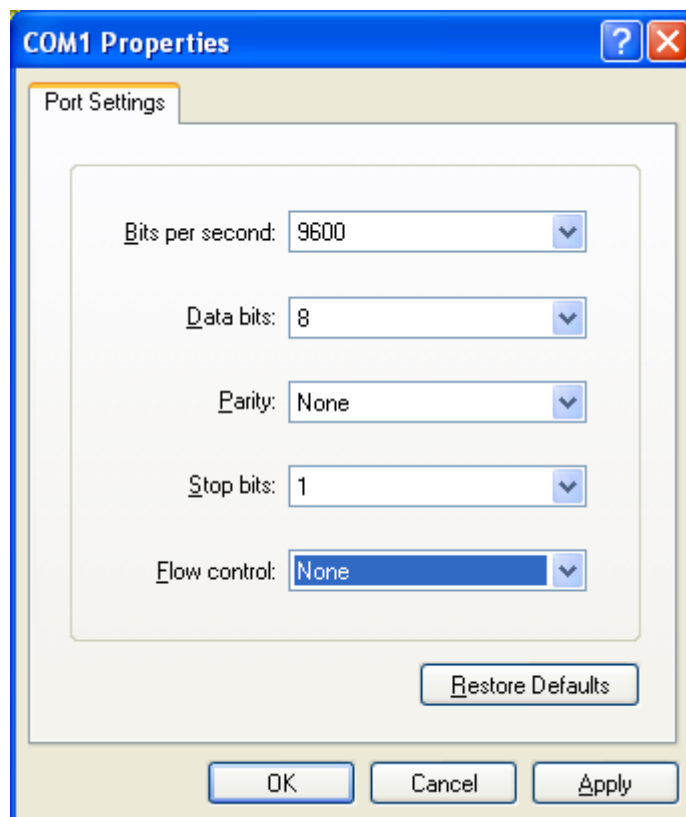 COM1 Properties
Port Settings
Bits per second: 9600
Data bits: 8
Parity: None
Stop bits: 1
Flow control: None
Restore Defaults
OK Cancel Apply